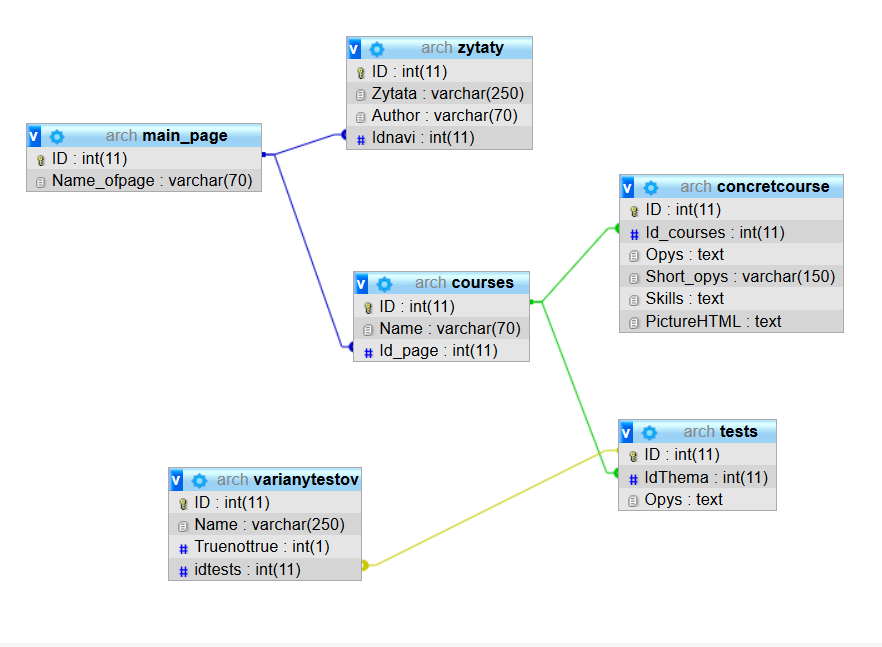 v arch zytaty
ID : int(11)
Zytata : varchar(250)
Author : varchar(70)
# Idnavi : int(11)
v arch main_page
ID : int(11)
Name_ofpage : varchar(70)
v arch concretcourse
ID : int(11)
# Id_courses : int(11)
Opys : text
Short_opys : varchar(150)
Skills : text
PictureHTML : text
v arch courses
ID : int(11)
Name : varchar(70)
# Id_page : int(11)
v arch tests
ID : int(11)
# IdThema : int(11)
Opys : text
v arch varianytestov
ID : int(11)
Name : varchar(250)
# Truenottrue : int(1)
# idtests : int(11)